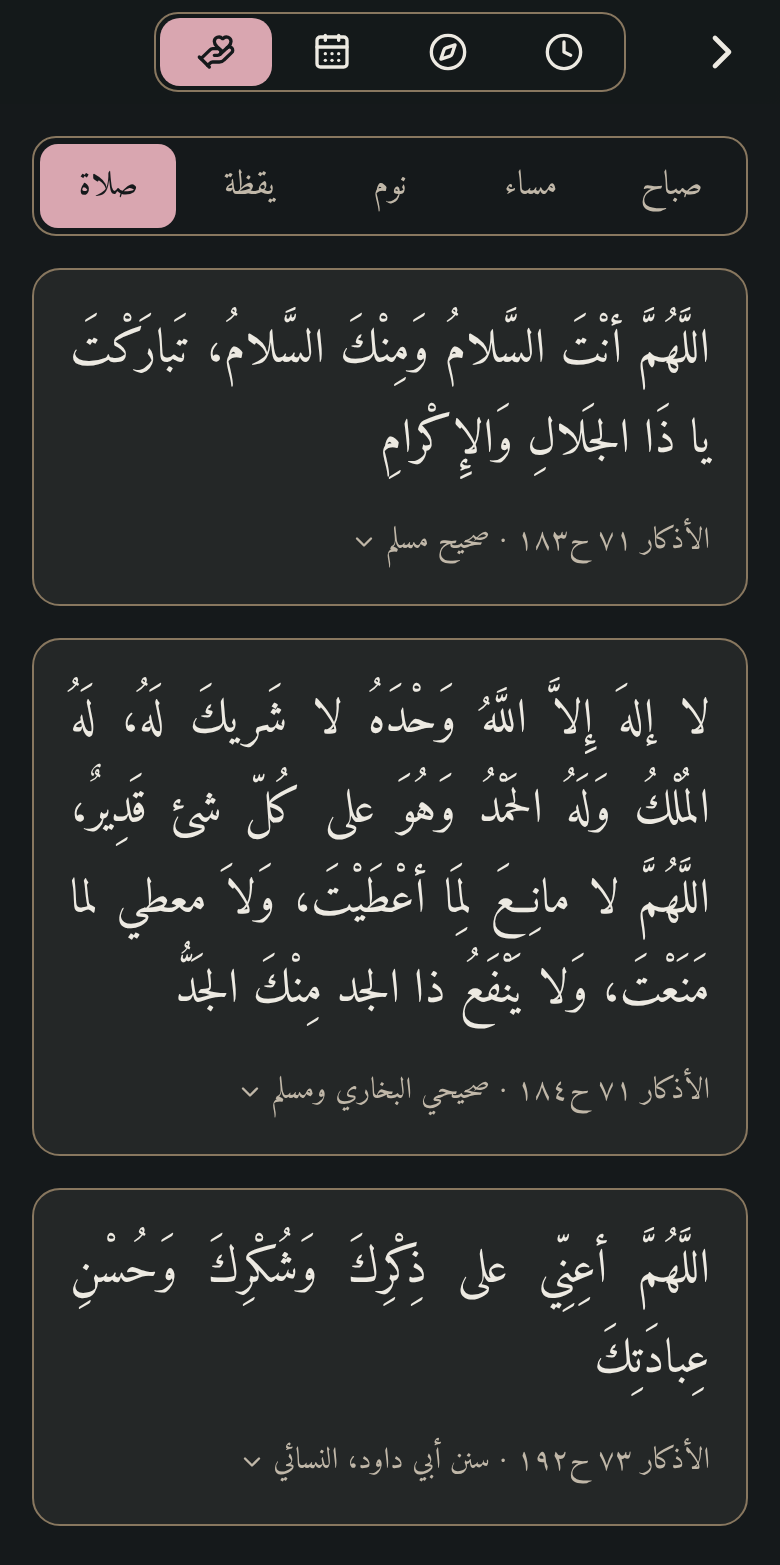 صباح مساء نوم يقظة صلاة
اللَّهُمَّ أنْتَ السَّلامُ وَمِنْكَ السَّلامُ، تَبارَكْتَ
يا ذَا الجَلالِ وَالإِكْرامِ
الأذكار ٧١ ح١٨٣ · صحيح مسلم
لا إلهَ إِلاَّ اللَّهُ وَحْدَهُ لا شَريكَ لَهُ، لَهُ
المُلْكُ وَلَهُ الحَمْدُ وَهُوَ على كُلّ شئ قَدِيرٌ،
اللَّهُمَّ لا مانِعَ لِمَا أعْطَيْتَ، وَلاَ معطي لما
مَنَعْتَ، وَلا يَنْفَعُ ذا الجد مِنْكَ الجَدُّ
الأذكار ٧١ ح١٨٤ · صحيحي البخاري ومسلم
اللَّهُمَّ أعِنِّي على ذِكْرِكَ وَشُكْرِكَ وَحُسْنِ
عِبادَتِكَ
الأذكار ٧٣ ح١٩٢ · سنن أبي داود، النسائي